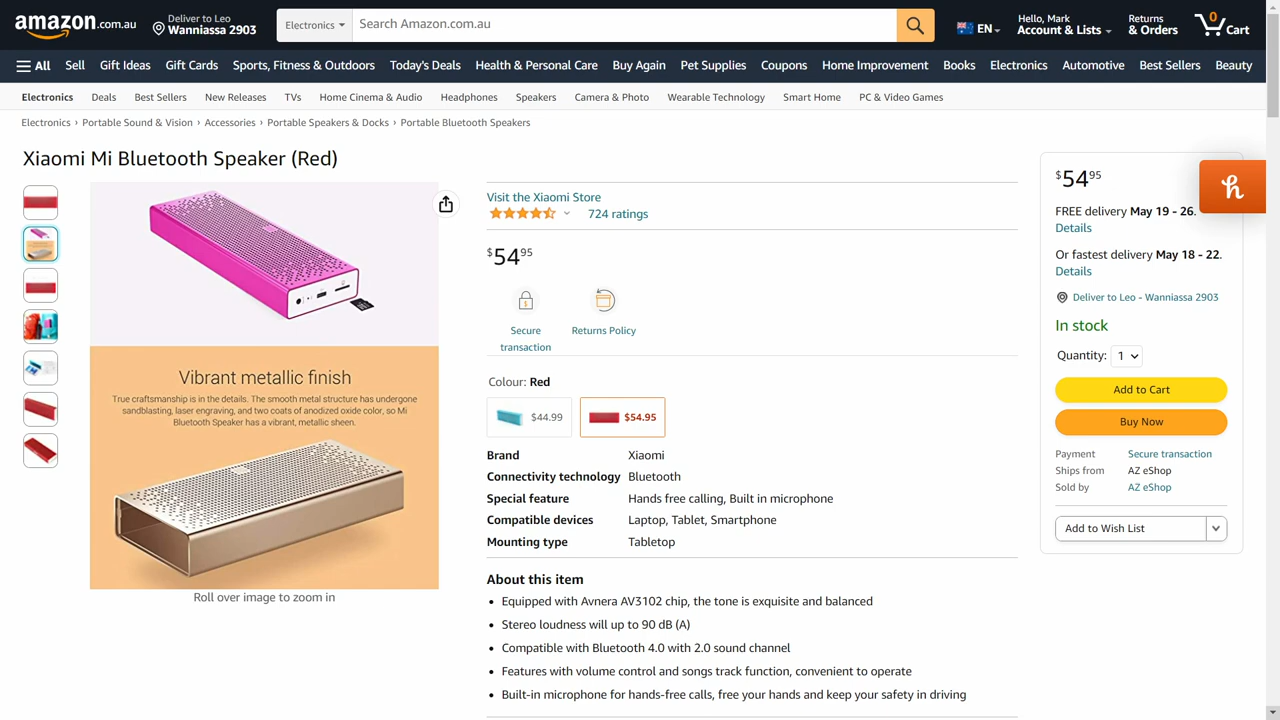 amazon.com.au
Deliver to Leo
Wanniassa 2903
Electronics
Search Amazon.com.au
EN
Hello, Mark
Account & Lists
Returns
& Orders
0
Cart
All
Sell
Gift Ideas
Gift Cards
Sports, Fitness & Outdoors
Today's Deals
Health & Personal Care
Buy Again
Pet Supplies
Coupons
Home Improvement
Books
Electronics
Automotive
Best Sellers
Beauty
Electronics
Deals
Best Sellers
New Releases
TVs
Home Cinema & Audio
Headphones
Speakers
Camera & Photo
Wearable Technology
Smart Home
PC & Video Games
Electronics › Portable Sound & Vision › Accessories › Portable Speakers & Docks › Portable Bluetooth Speakers
Xiaomi Mi Bluetooth Speaker (Red)
Vibrant metallic finish
True craftsmanship is in the details. The smooth metal structure has undergone
sandblasting, laser engraving, and two coats of anodized oxide color, so Mi
Bluetooth Speaker has a vibrant, metallic sheen.
Roll over image to zoom in
Visit the Xiaomi Store
724 ratings
$54 95
Secure
transaction
Returns Policy
Colour: Red
$44.99
$54.95
Brand Xiaomi
Connectivity technology Bluetooth
Special feature Hands free calling, Built in microphone
Compatible devices Laptop, Tablet, Smartphone
Mounting type Tabletop
About this item
• Equipped with Avnera AV3102 chip, the tone is exquisite and balanced
• Stereo loudness will up to 90 dB (A)
• Compatible with Bluetooth 4.0 with 2.0 sound channel
• Features with volume control and songs track function, convenient to operate
• Built-in microphone for hands-free calls, free your hands and keep your safety in driving
$54 95
FREE delivery May 19 - 26.
Details
Or fastest delivery May 18 - 22.
Details
Deliver to Leo - Wanniassa 2903
In stock
Quantity: 1
Add to Cart
Buy Now
Payment Secure transaction
Ships from AZ eShop
Sold by AZ eShop
Add to Wish List
h